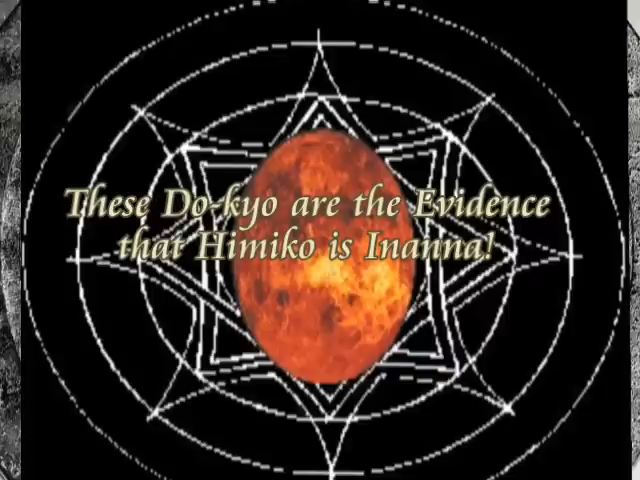 These Do-kyo are the Evidence
that Himiko is Inanna!